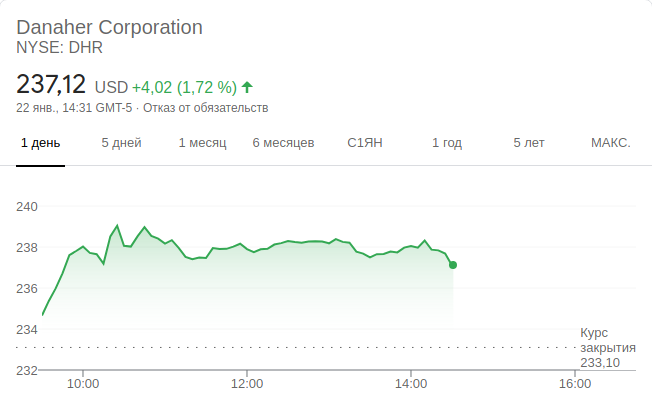 Danaher Corporation
NYSE: DHR
237,12 USD +4,02 (1,72 %)
22 янв., 14:31 GMT-5 · Отказ от обязательств
1 день 5 дней 1 месяц 6 месяцев С1ЯН 1 год 5 лет МАКС.
240
238
236
234
232
Курс
закрытия
233,10
10:00 12:00 14:00 16:00